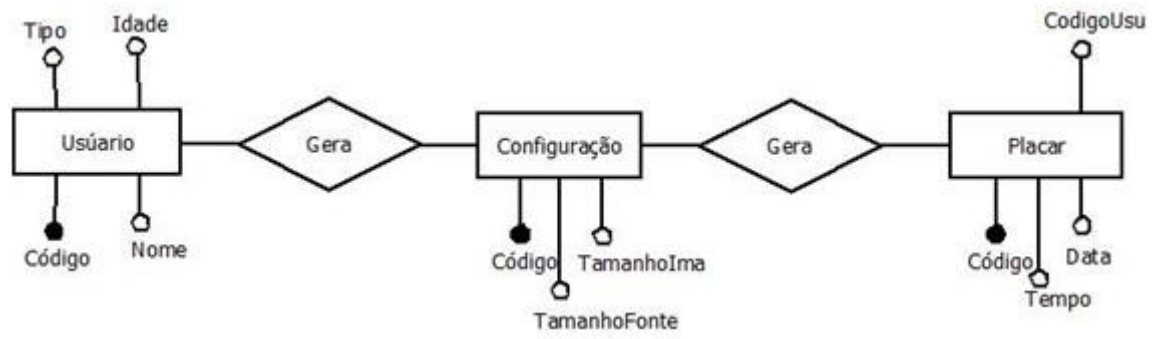 Tipo
Idade
CodigoUsu
Usúario
Gera
Configuração
Gera
Placar
Código
Nome
Código
TamanhoIma
TamanhoFonte
Código
Data
Tempo